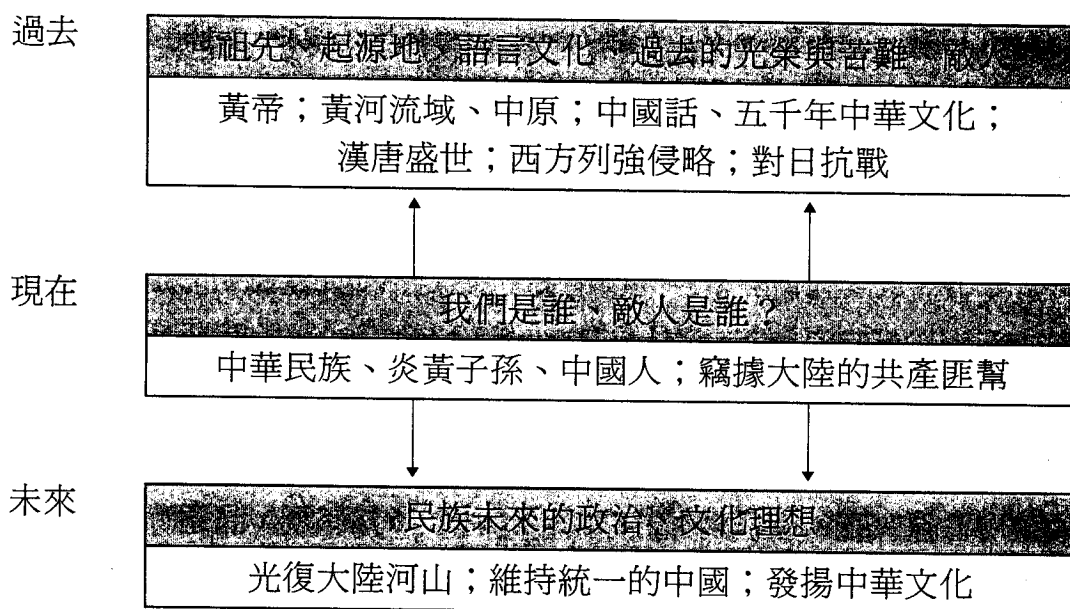 過去
祖先、起源地、語言文化、過去的光榮與苦難、敵人
黃帝；黃河流域、中原；中國話、五千年中華文化；
漢唐盛世；西方列強侵略；對日抗戰
現在
我們是誰、敵人是誰？
中華民族、炎黃子孫、中國人；竊據大陸的共產匪幫
未來
民族未來的政治、文化理想
光復大陸河山；維持統一的中國；發揚中華文化